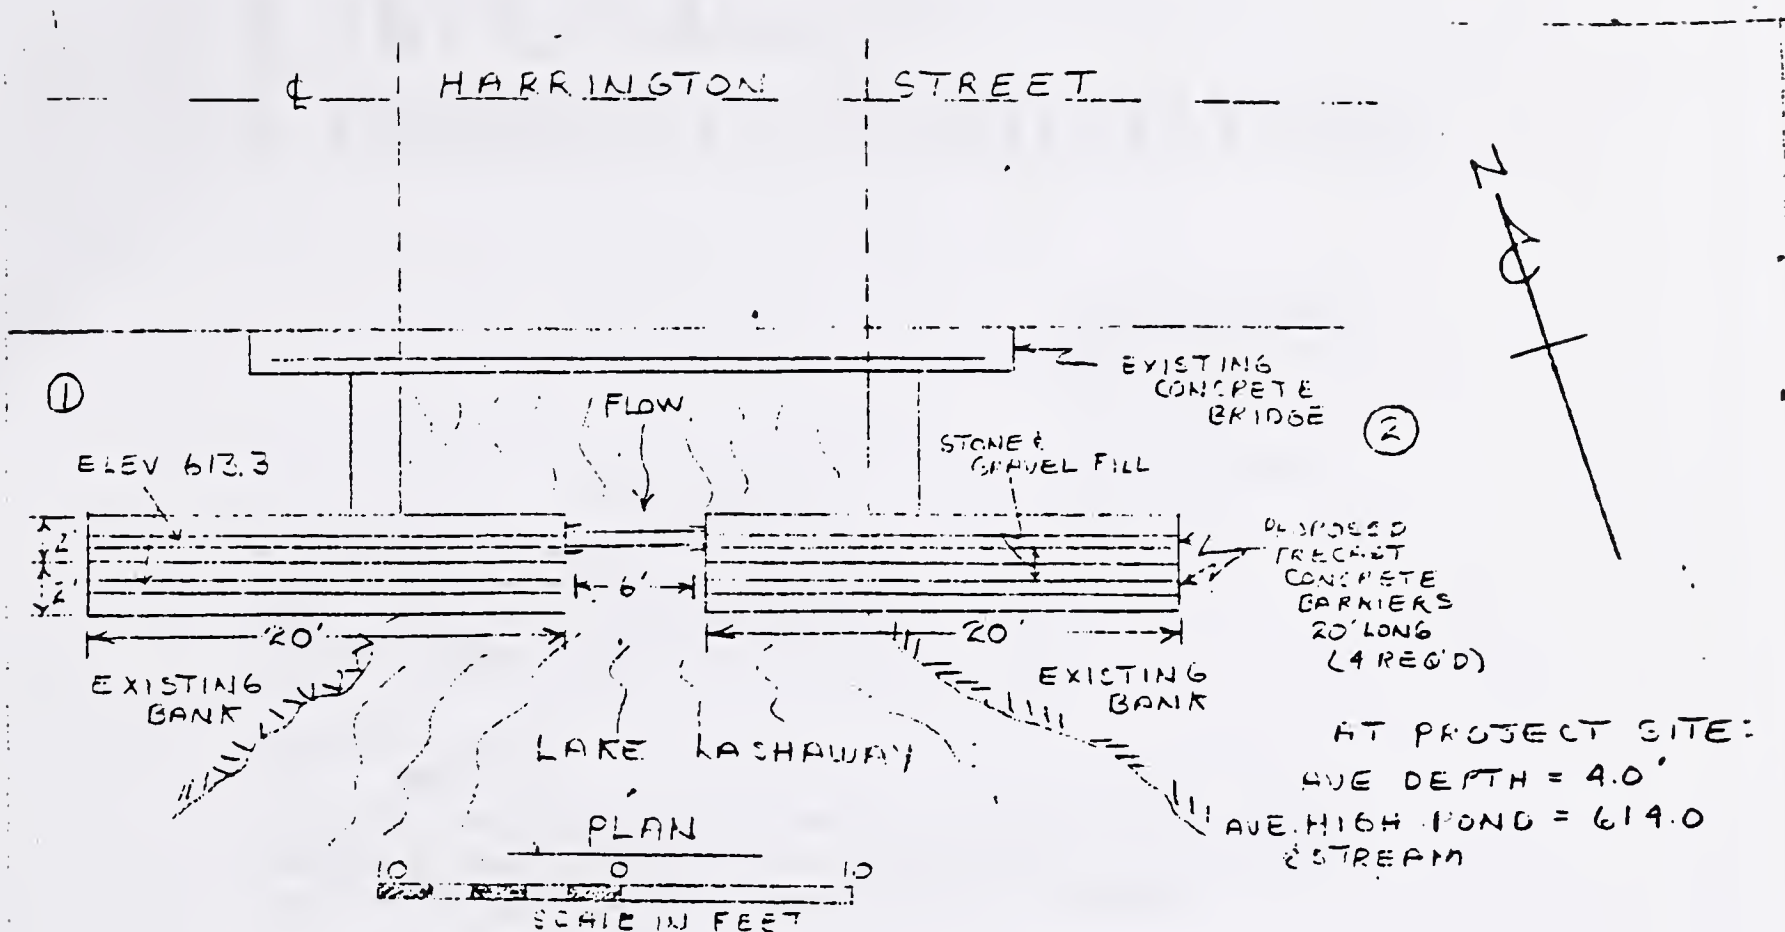 ℄ HARRINGTON STREET
N
①
FLOW
EXISTING
CONCRETE
BRIDGE
②
ELEV 613.3
STONE &
GRAVEL FILL
2'
2'
6'
PROPOSED
PRECAST
CONCRETE
BARRIERS
20' LONG
(4 REQ'D)
20'
20'
EXISTING
BANK
EXISTING
BANK
LAKE LASHAWAY
AT PROJECT SITE:
AVE DEPTH = 4.0'
AVE. HIGH POND = 614.0
& STREAM
PLAN
10 0 10
SCALE IN FEET